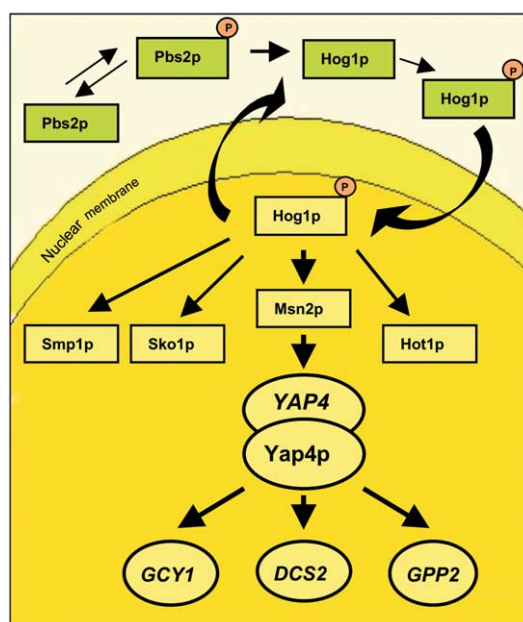 P
Pbs2p
Hog1p
P
Hog1p
Pbs2p
Nuclear membrane
P
Hog1p
Msn2p
Smp1p
Sko1p
Hot1p
YAP4
Yap4p
GCY1
DCS2
GPP2